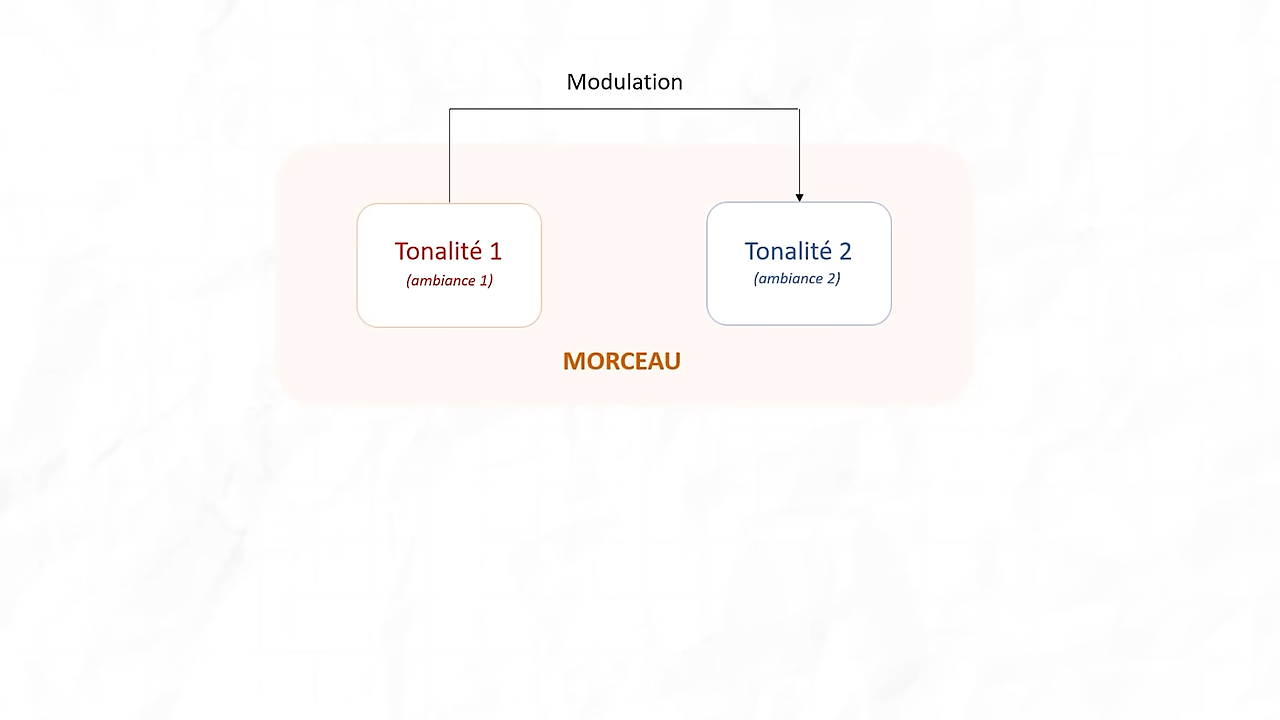 Modulation
Tonalité 1
(ambiance 1)
Tonalité 2
(ambiance 2)
MORCEAU